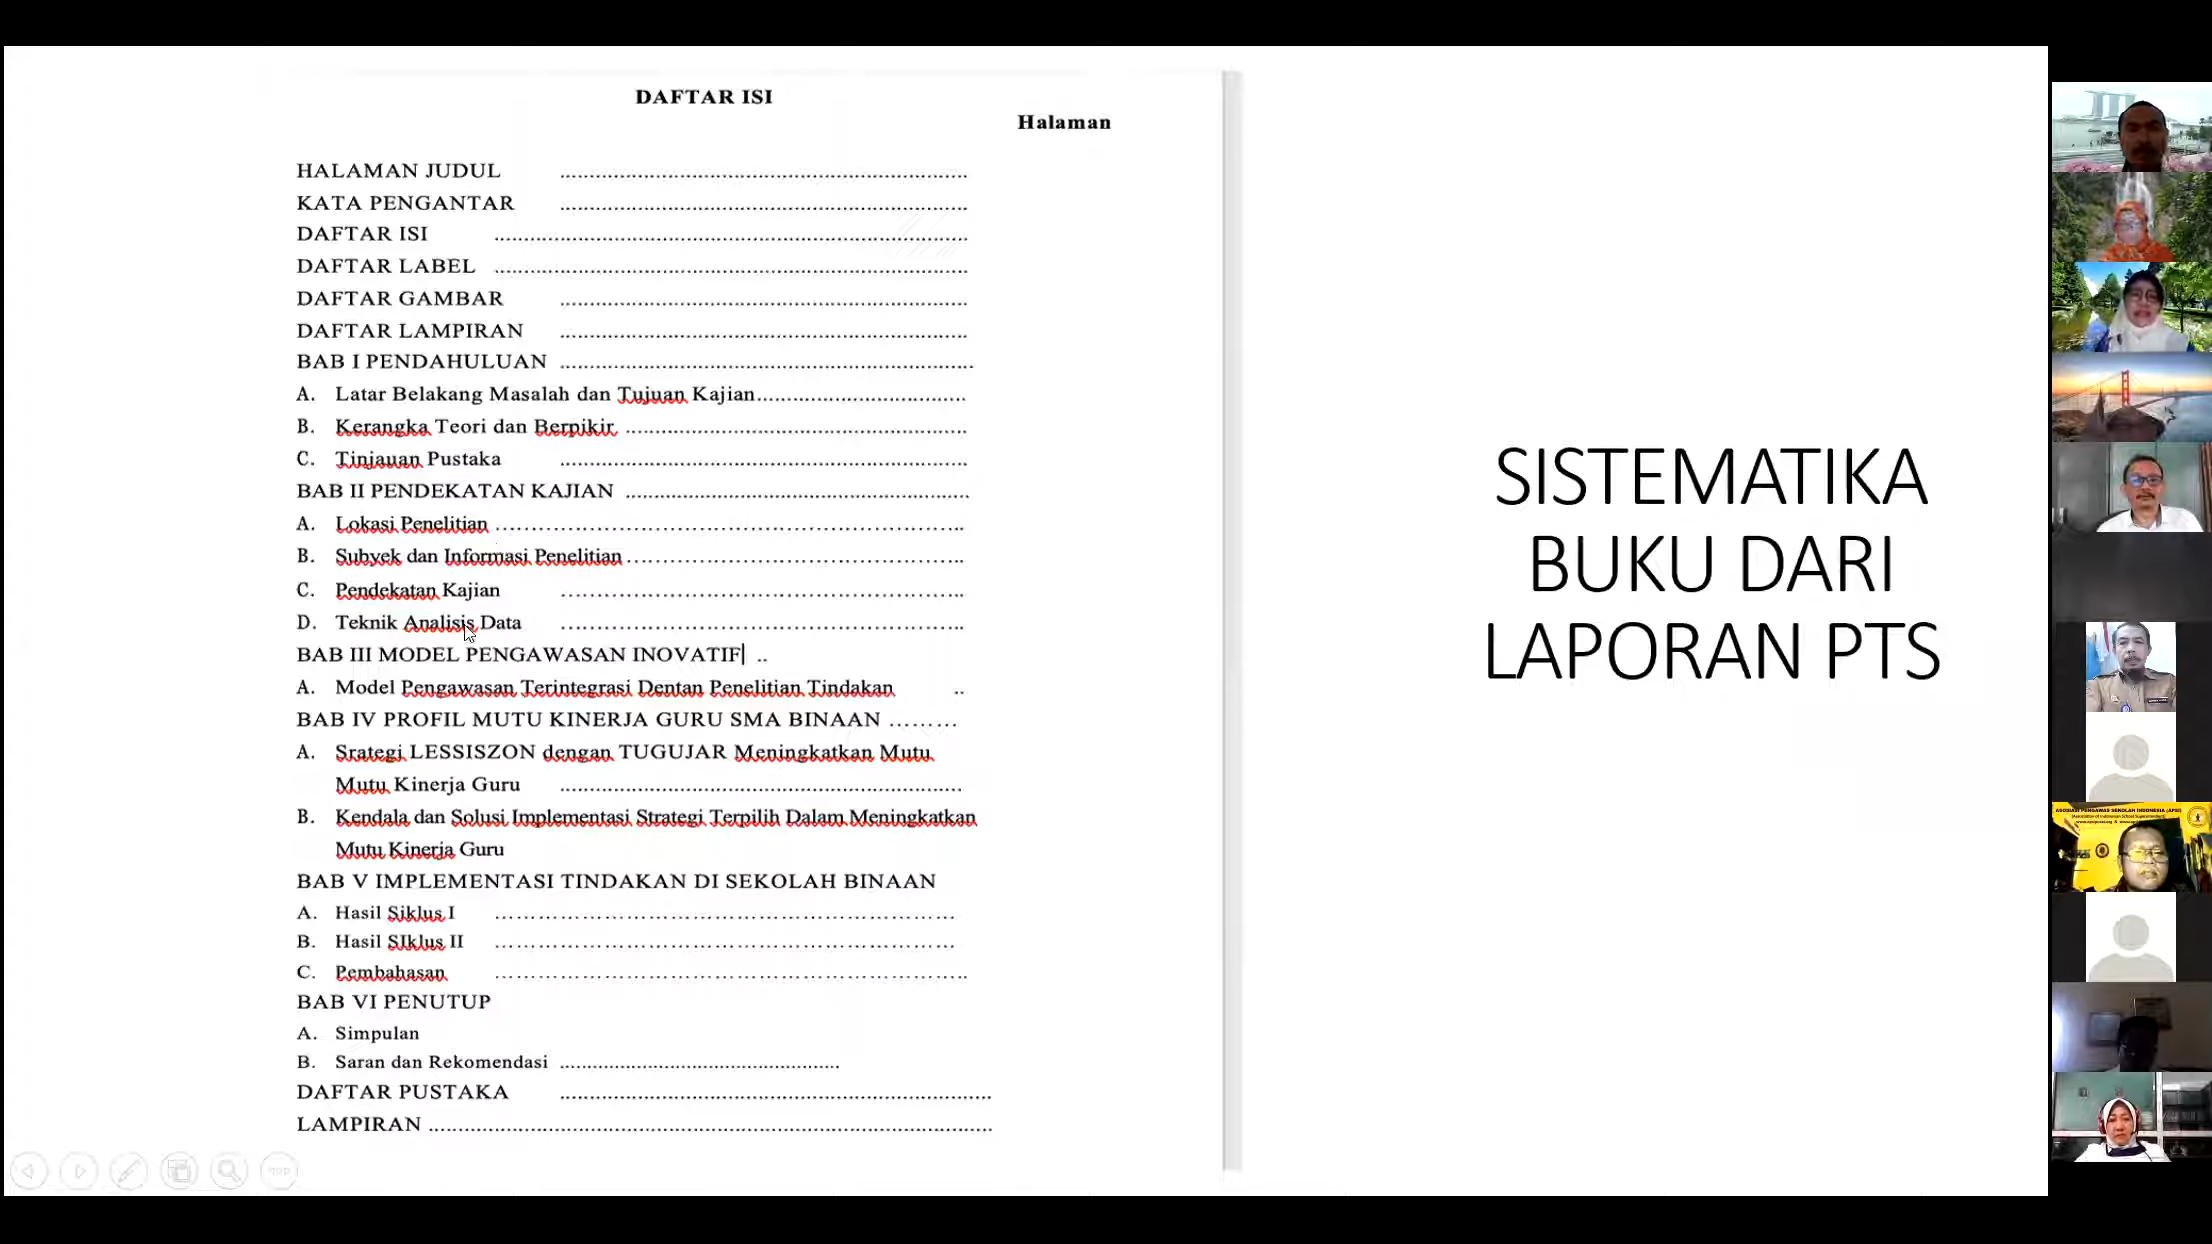 DAFTAR ISI
Halaman
HALAMAN JUDUL ......................................................................
KATA PENGANTAR ......................................................................
DAFTAR ISI .................................................................................
DAFTAR LABEL .................................................................................
DAFTAR GAMBAR ......................................................................
DAFTAR LAMPIRAN ......................................................................
BAB I PENDAHULUAN .......................................................................
A. Latar Belakang Masalah dan Tujuan Kajian....................................
B. Kerangka Teori dan Berpikir ...........................................................
C. Tinjauan Pustaka ......................................................................
BAB II PENDEKATAN KAJIAN ...........................................................
A. Lokasi Penelitian ……………………………………………………..
B. Subyek dan Informasi Penelitian ……………………………………..
C. Pendekatan Kajian ……………………………………………..
D. Teknik Analisis Data ……………………………………………..
BAB III MODEL PENGAWASAN INOVATIF ..
A. Model Pengawasan Terintegrasi Dentan Penelitian Tindakan ..
BAB IV PROFIL MUTU KINERJA GURU SMA BINAAN ………
A. Srategi LESSISZON dengan TUGUJAR Meningkatkan Mutu
Mutu Kinerja Guru .....................................................................
B. Kendala dan Solusi Implementasi Strategi Terpilih Dalam Meningkatkan
Mutu Kinerja Guru
BAB V IMPLEMENTASI TINDAKAN DI SEKOLAH BINAAN
A. Hasil Siklus I ……………………………………………………
B. Hasil SIklus II ……………………………………………………
C. Pembahasan ……………………………………………………..
BAB VI PENUTUP
A. Simpulan
B. Saran dan Rekomendasi ................................................
DAFTAR PUSTAKA ..........................................................................
LAMPIRAN .................................................................................................
SISTEMATIKA
BUKU DARI
LAPORAN PTS
ASOSIASI PENGAWAS SEKOLAH INDONESIA (APSI)